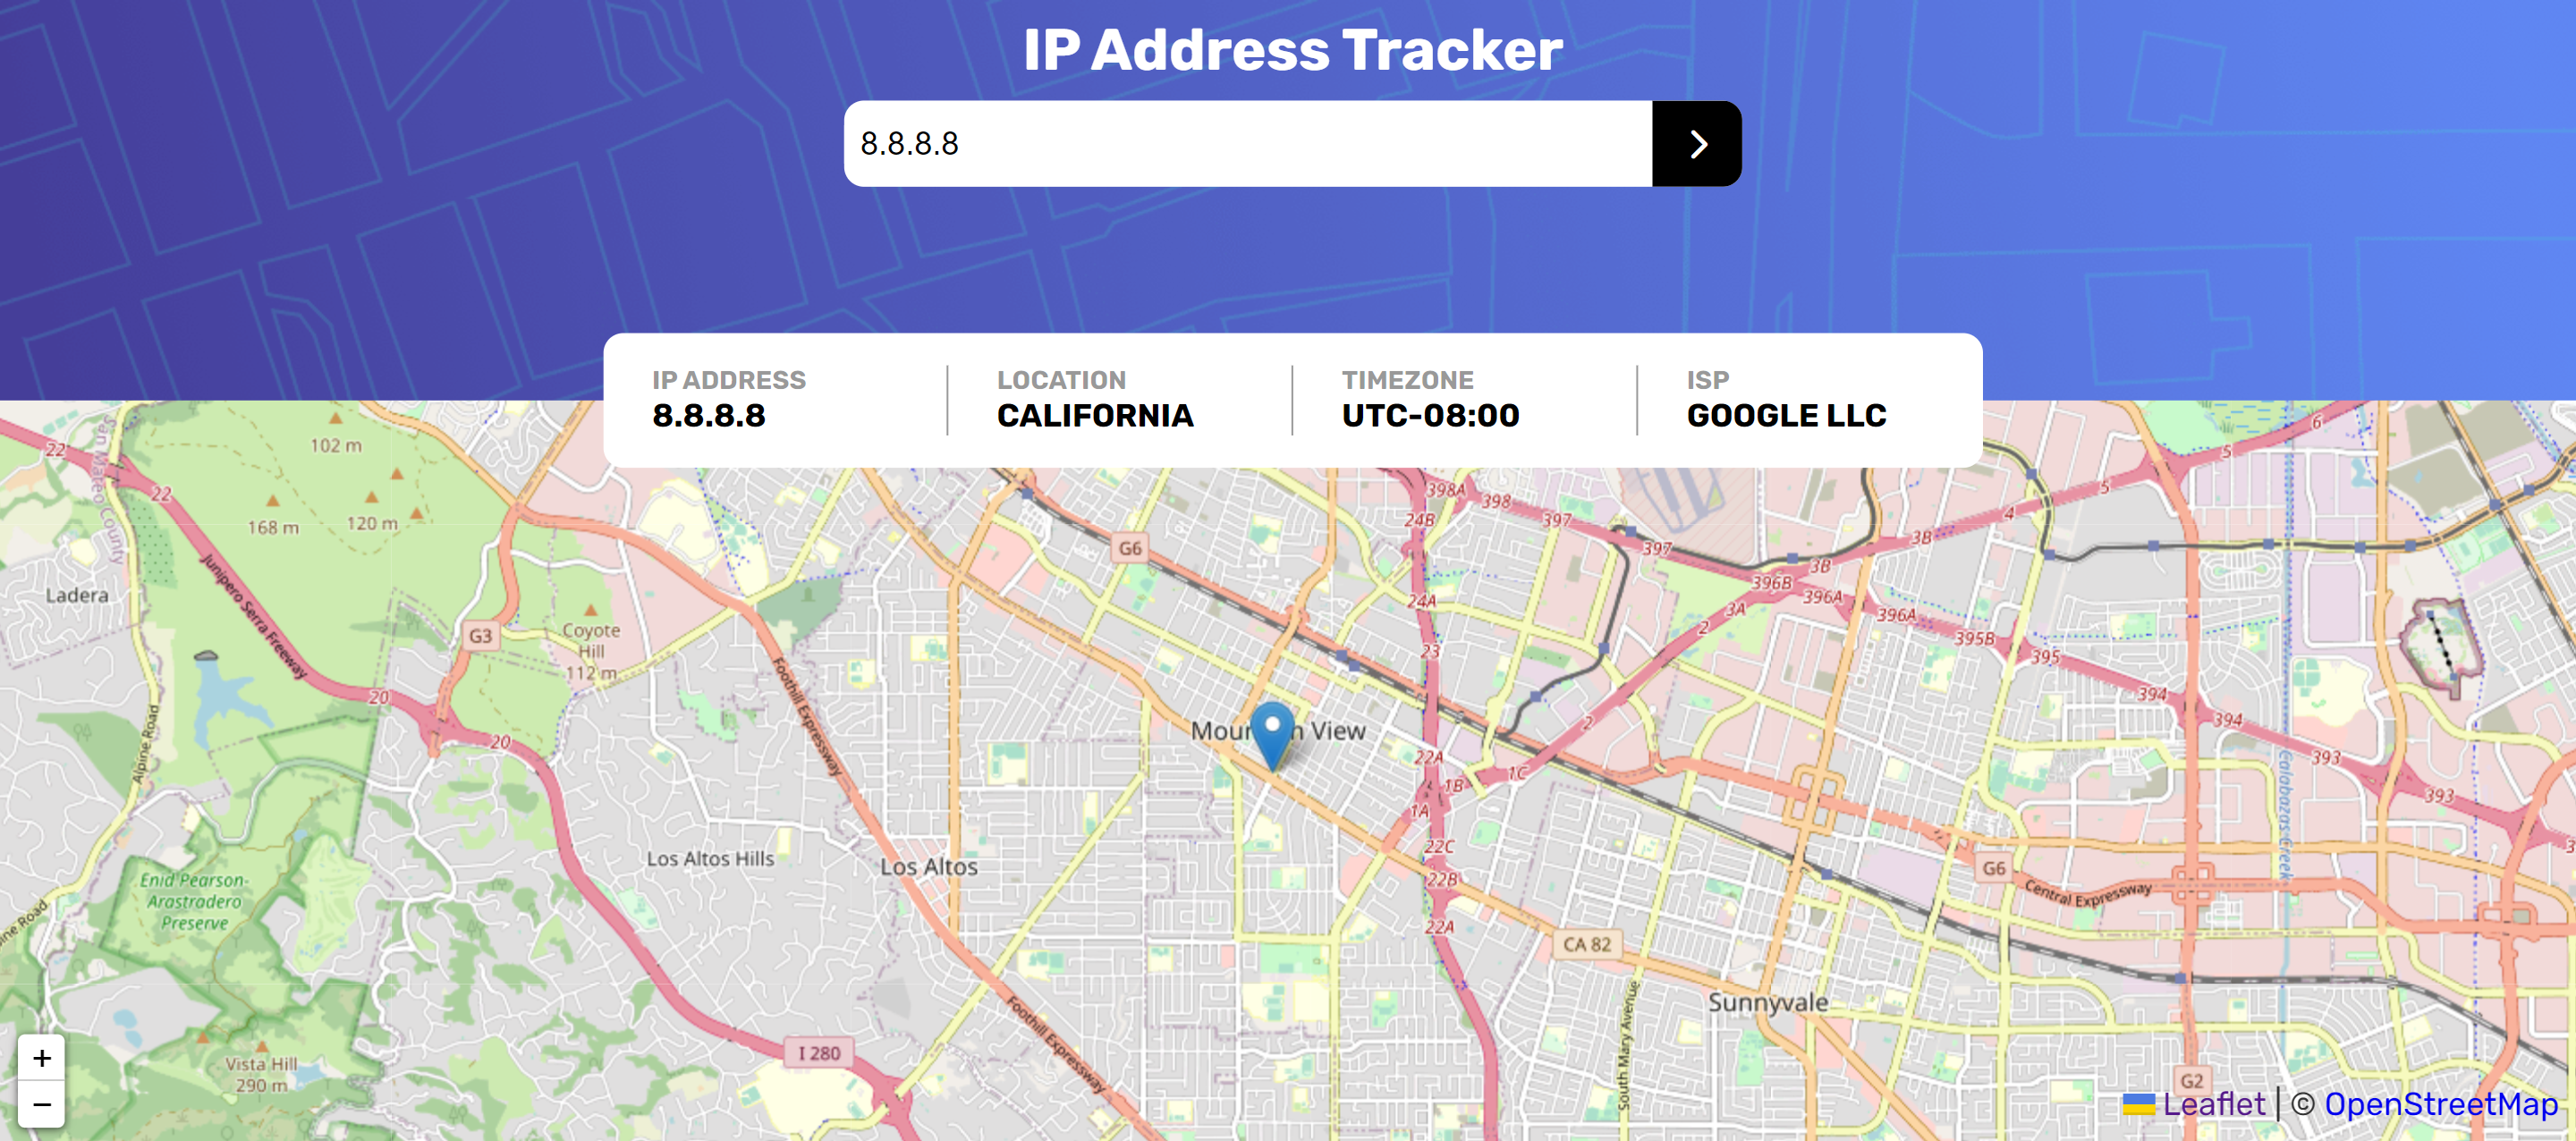 IP Address Tracker
8.8.8.8
IP ADDRESS
8.8.8.8
LOCATION
CALIFORNIA
TIMEZONE
UTC-08:00
ISP
GOOGLE LLC
22
San Mateo County
22
102 m
168 m
120 m
Ladera
Junipero Serra Freeway
G3
Coyote
Hill
112 m
20
20
Alpine Road
Foothill Expressway
G6
398A
398
397
397
24B
24A
23
22A
1B
1C
1A
22C
22B
22A
2
2
3A
3B
3B
4
5
5
6
396B
396A
396A
395B
395
394
394
393
393
View
Los Altos Hills
Los Altos
Enid Pearson-
Arastradero
Preserve
Vista Hill
290 m
I 280
Foothill Expressway
CA 82
Sunnyvale
South Mary Avenue
G6
Central Expressway
Calabazas Creek
G2
+
−
Leaflet | © OpenStreetMap